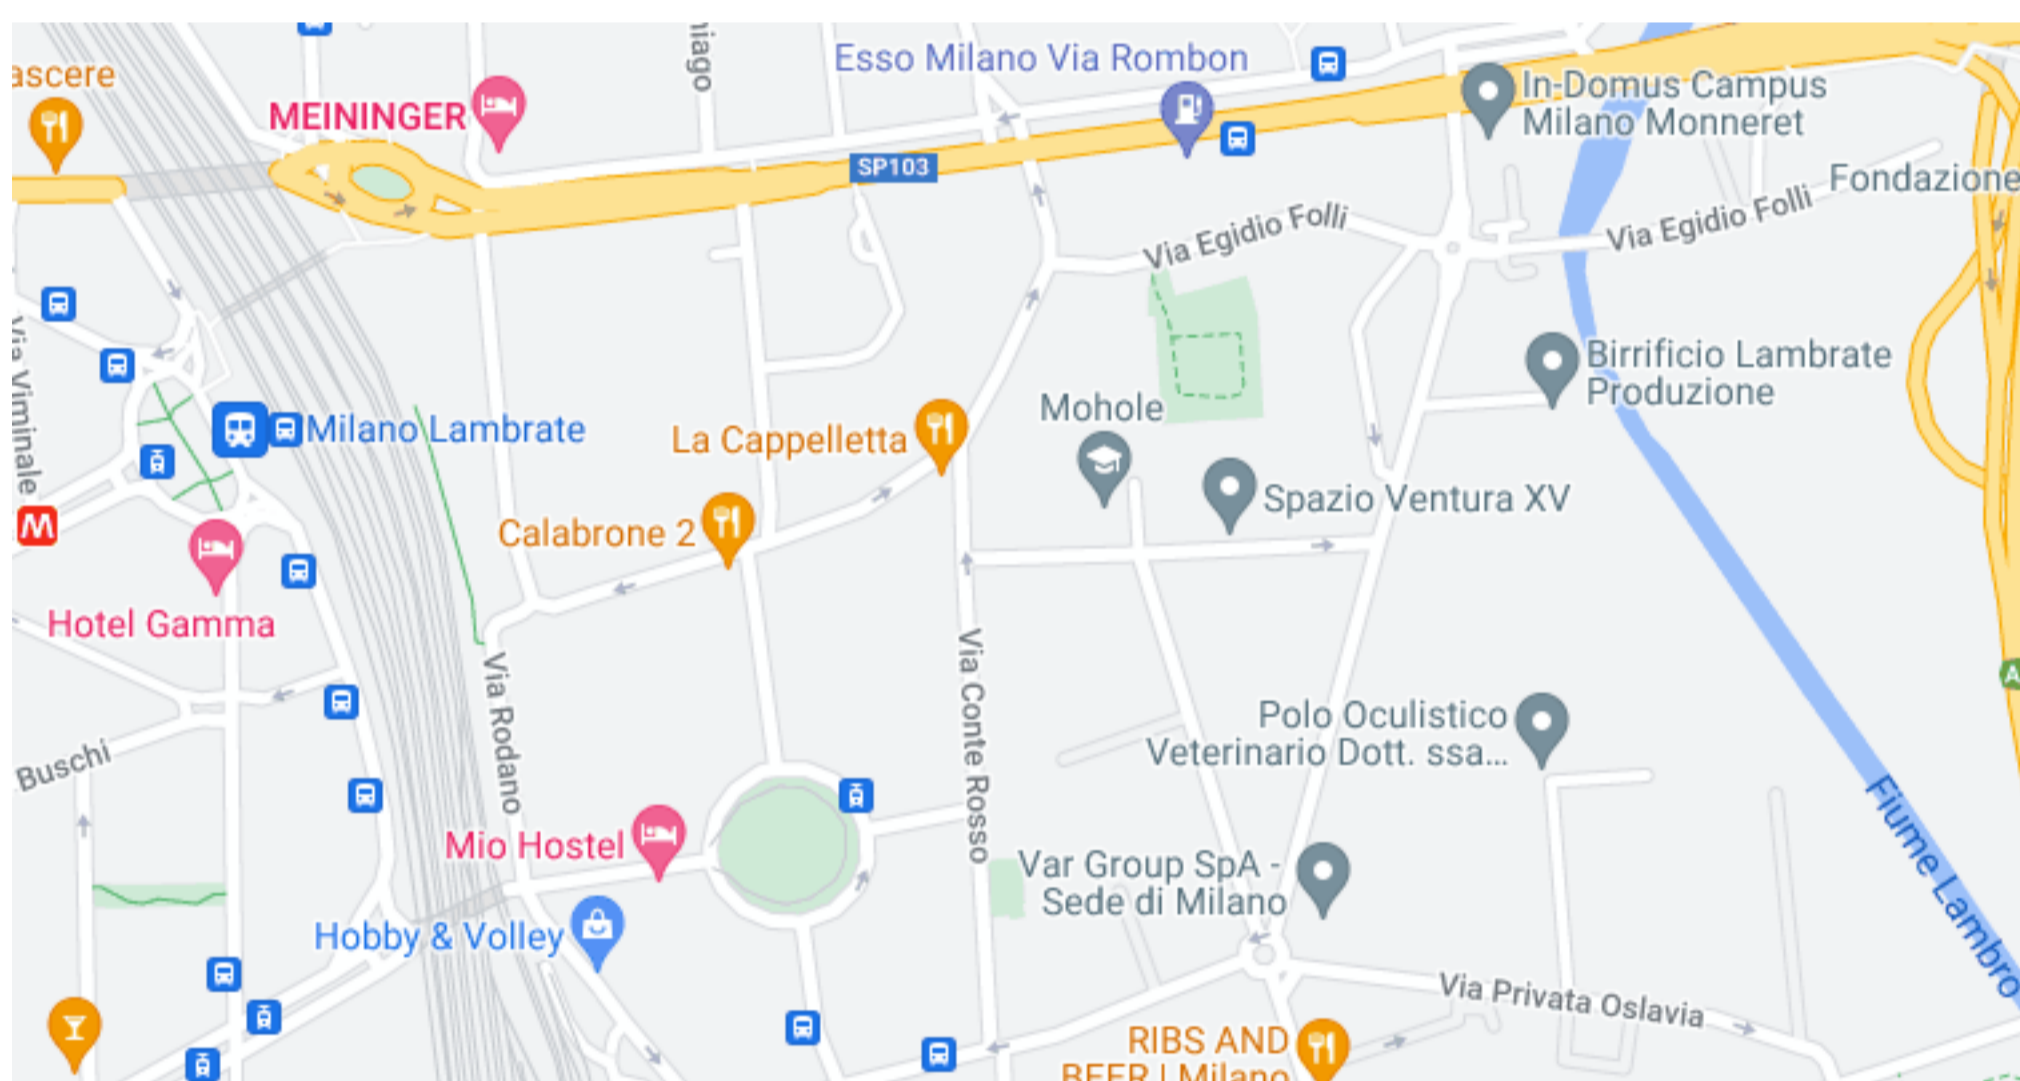 Esso Milano Via Rombon
ascere
MEININGER
In-Domus Campus
Milano Monneret
SP103
Fondazione
Via Egidio Folli
Via Egidio Folli
Via Viminale
Birrificio Lambrate
Produzione
Milano Lambrate
La Cappelletta
Mohole
M
Calabrone 2
Spazio Ventura XV
Hotel Gamma
Via Rodano
Via Conte Rosso
A
Polo Oculistico
Veterinario Dott. ssa...
Buschi
Mio Hostel
Var Group SpA -
Sede di Milano
Fiume Lambro
Hobby & Volley
Via Privata Oslavia
RIBS AND
BEER | Milano